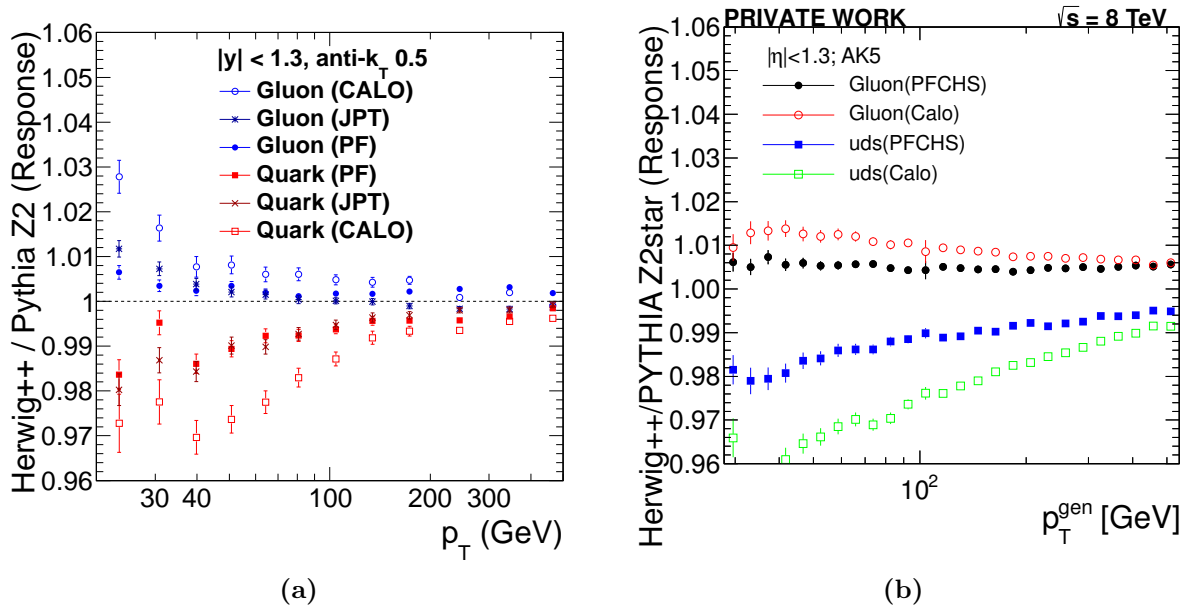 Herwig++ / Pythia Z2 (Response)
1.06
1.05
1.04
1.03
1.02
1.01
1
0.99
0.98
0.97
0.96
|y| < 1.3, anti-k_T 0.5
Gluon (CALO)
Gluon (JPT)
Gluon (PF)
Quark (PF)
Quark (JPT)
Quark (CALO)
30 40 100 200 300
p_T (GeV)
(a)
PRIVATE WORK √s = 8 TeV
Herwig++/PYTHIA Z2star (Response)
1.06
1.05
1.04
1.03
1.02
1.01
1.00
0.99
0.98
0.97
0.96
|η|<1.3; AK5
Gluon(PFCHS)
Gluon(Calo)
uds(PFCHS)
uds(Calo)
10^2
p_T^gen [GeV]
(b)